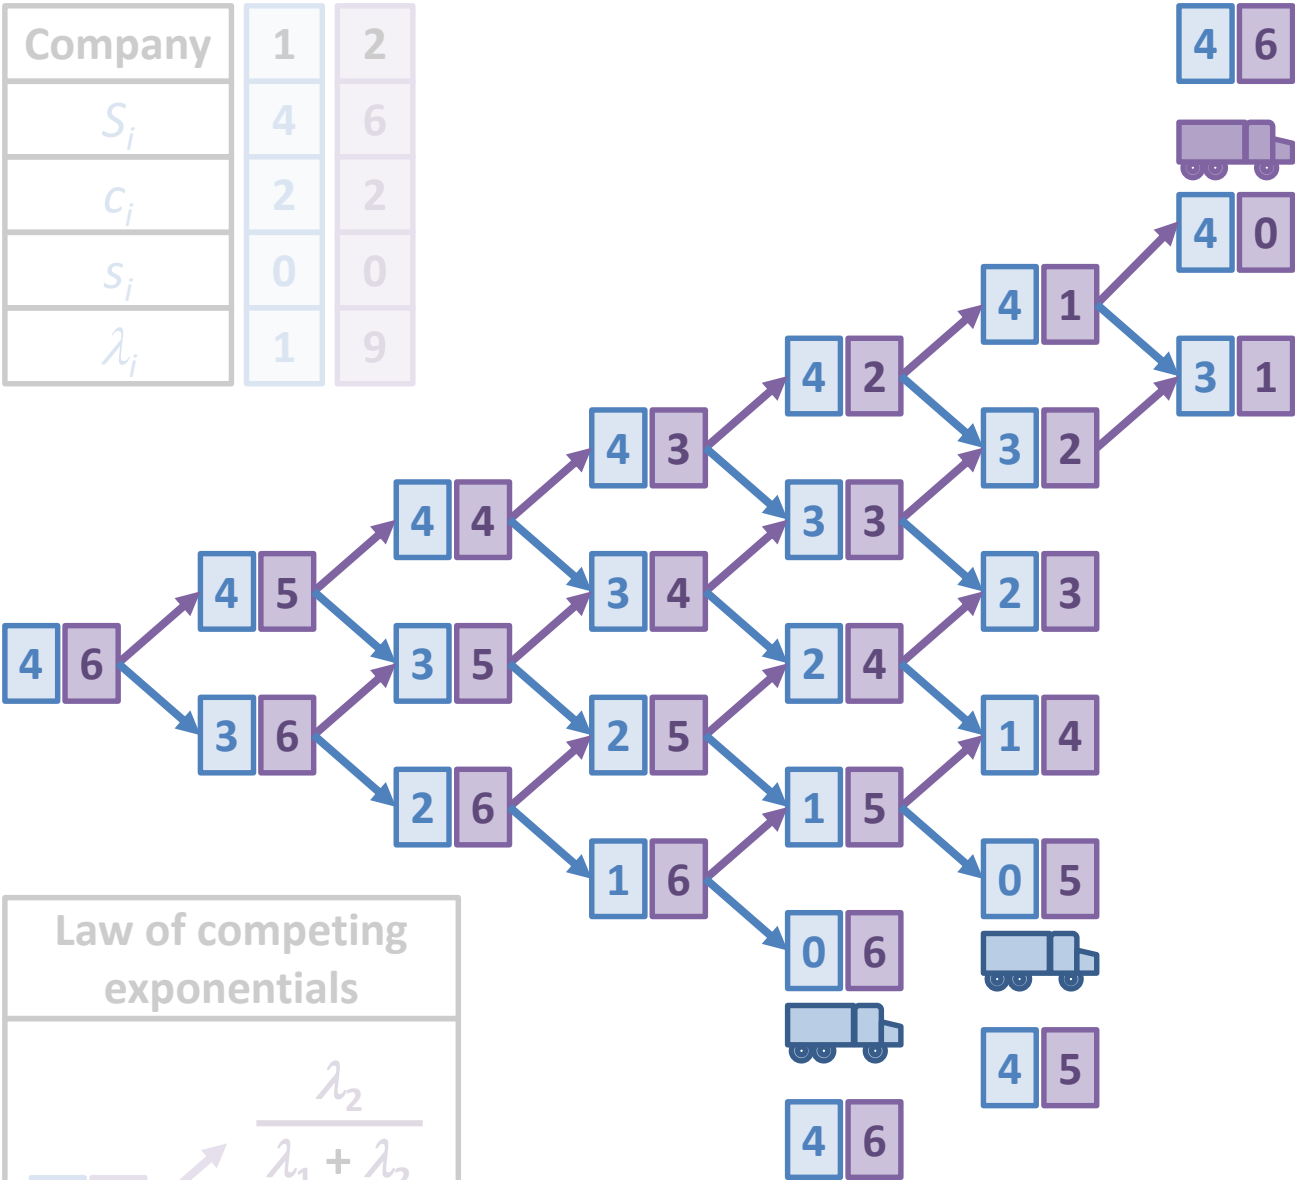 Company 1 2
S_i 4 6
c_i 2 2
s_i 0 0
λ_i 1 9
4 6
4 0
4 1
4 2
3 1
4 3
3 2
4 4
3 3
4 5
3 4
2 3
4 6
3 5
2 4
3 6
2 5
1 4
2 6
1 5
1 6
0 5
Law of competing
exponentials
0 6
4 5
λ_2
4 6
λ_1 + λ_2